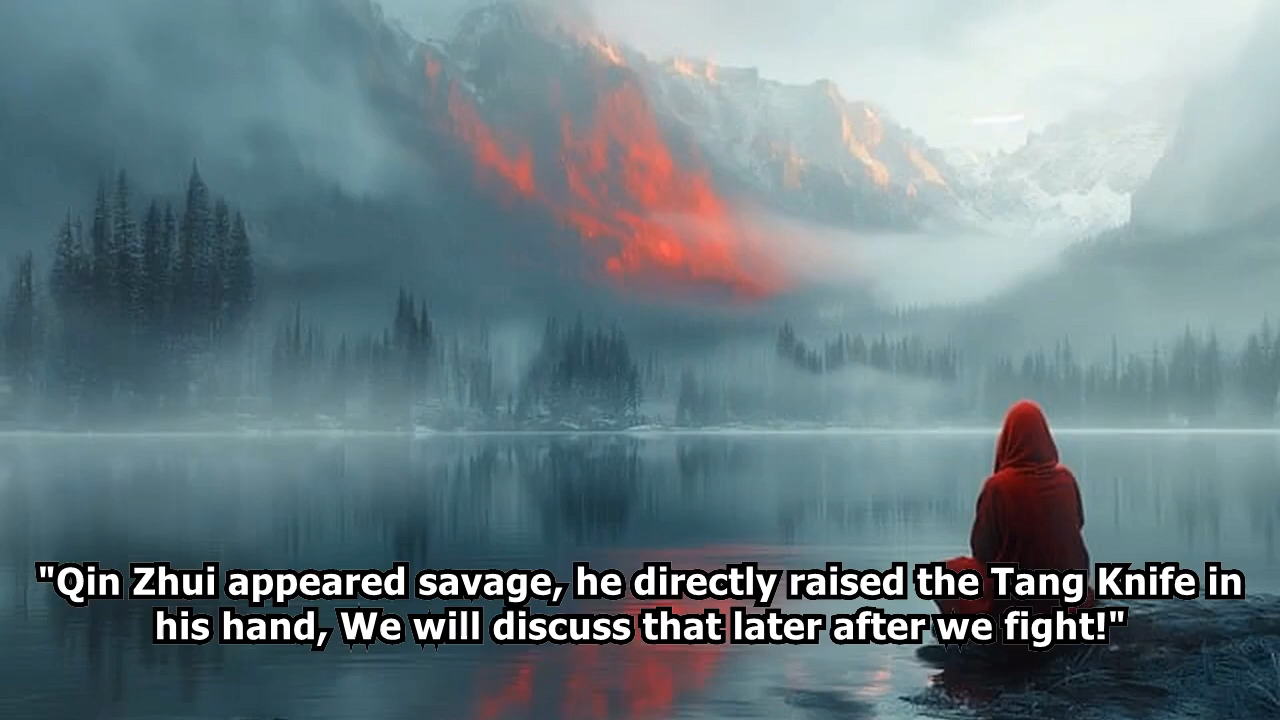 "Qin Zhui appeared savage, he directly raised the Tang Knife in
his hand, We will discuss that later after we fight!"